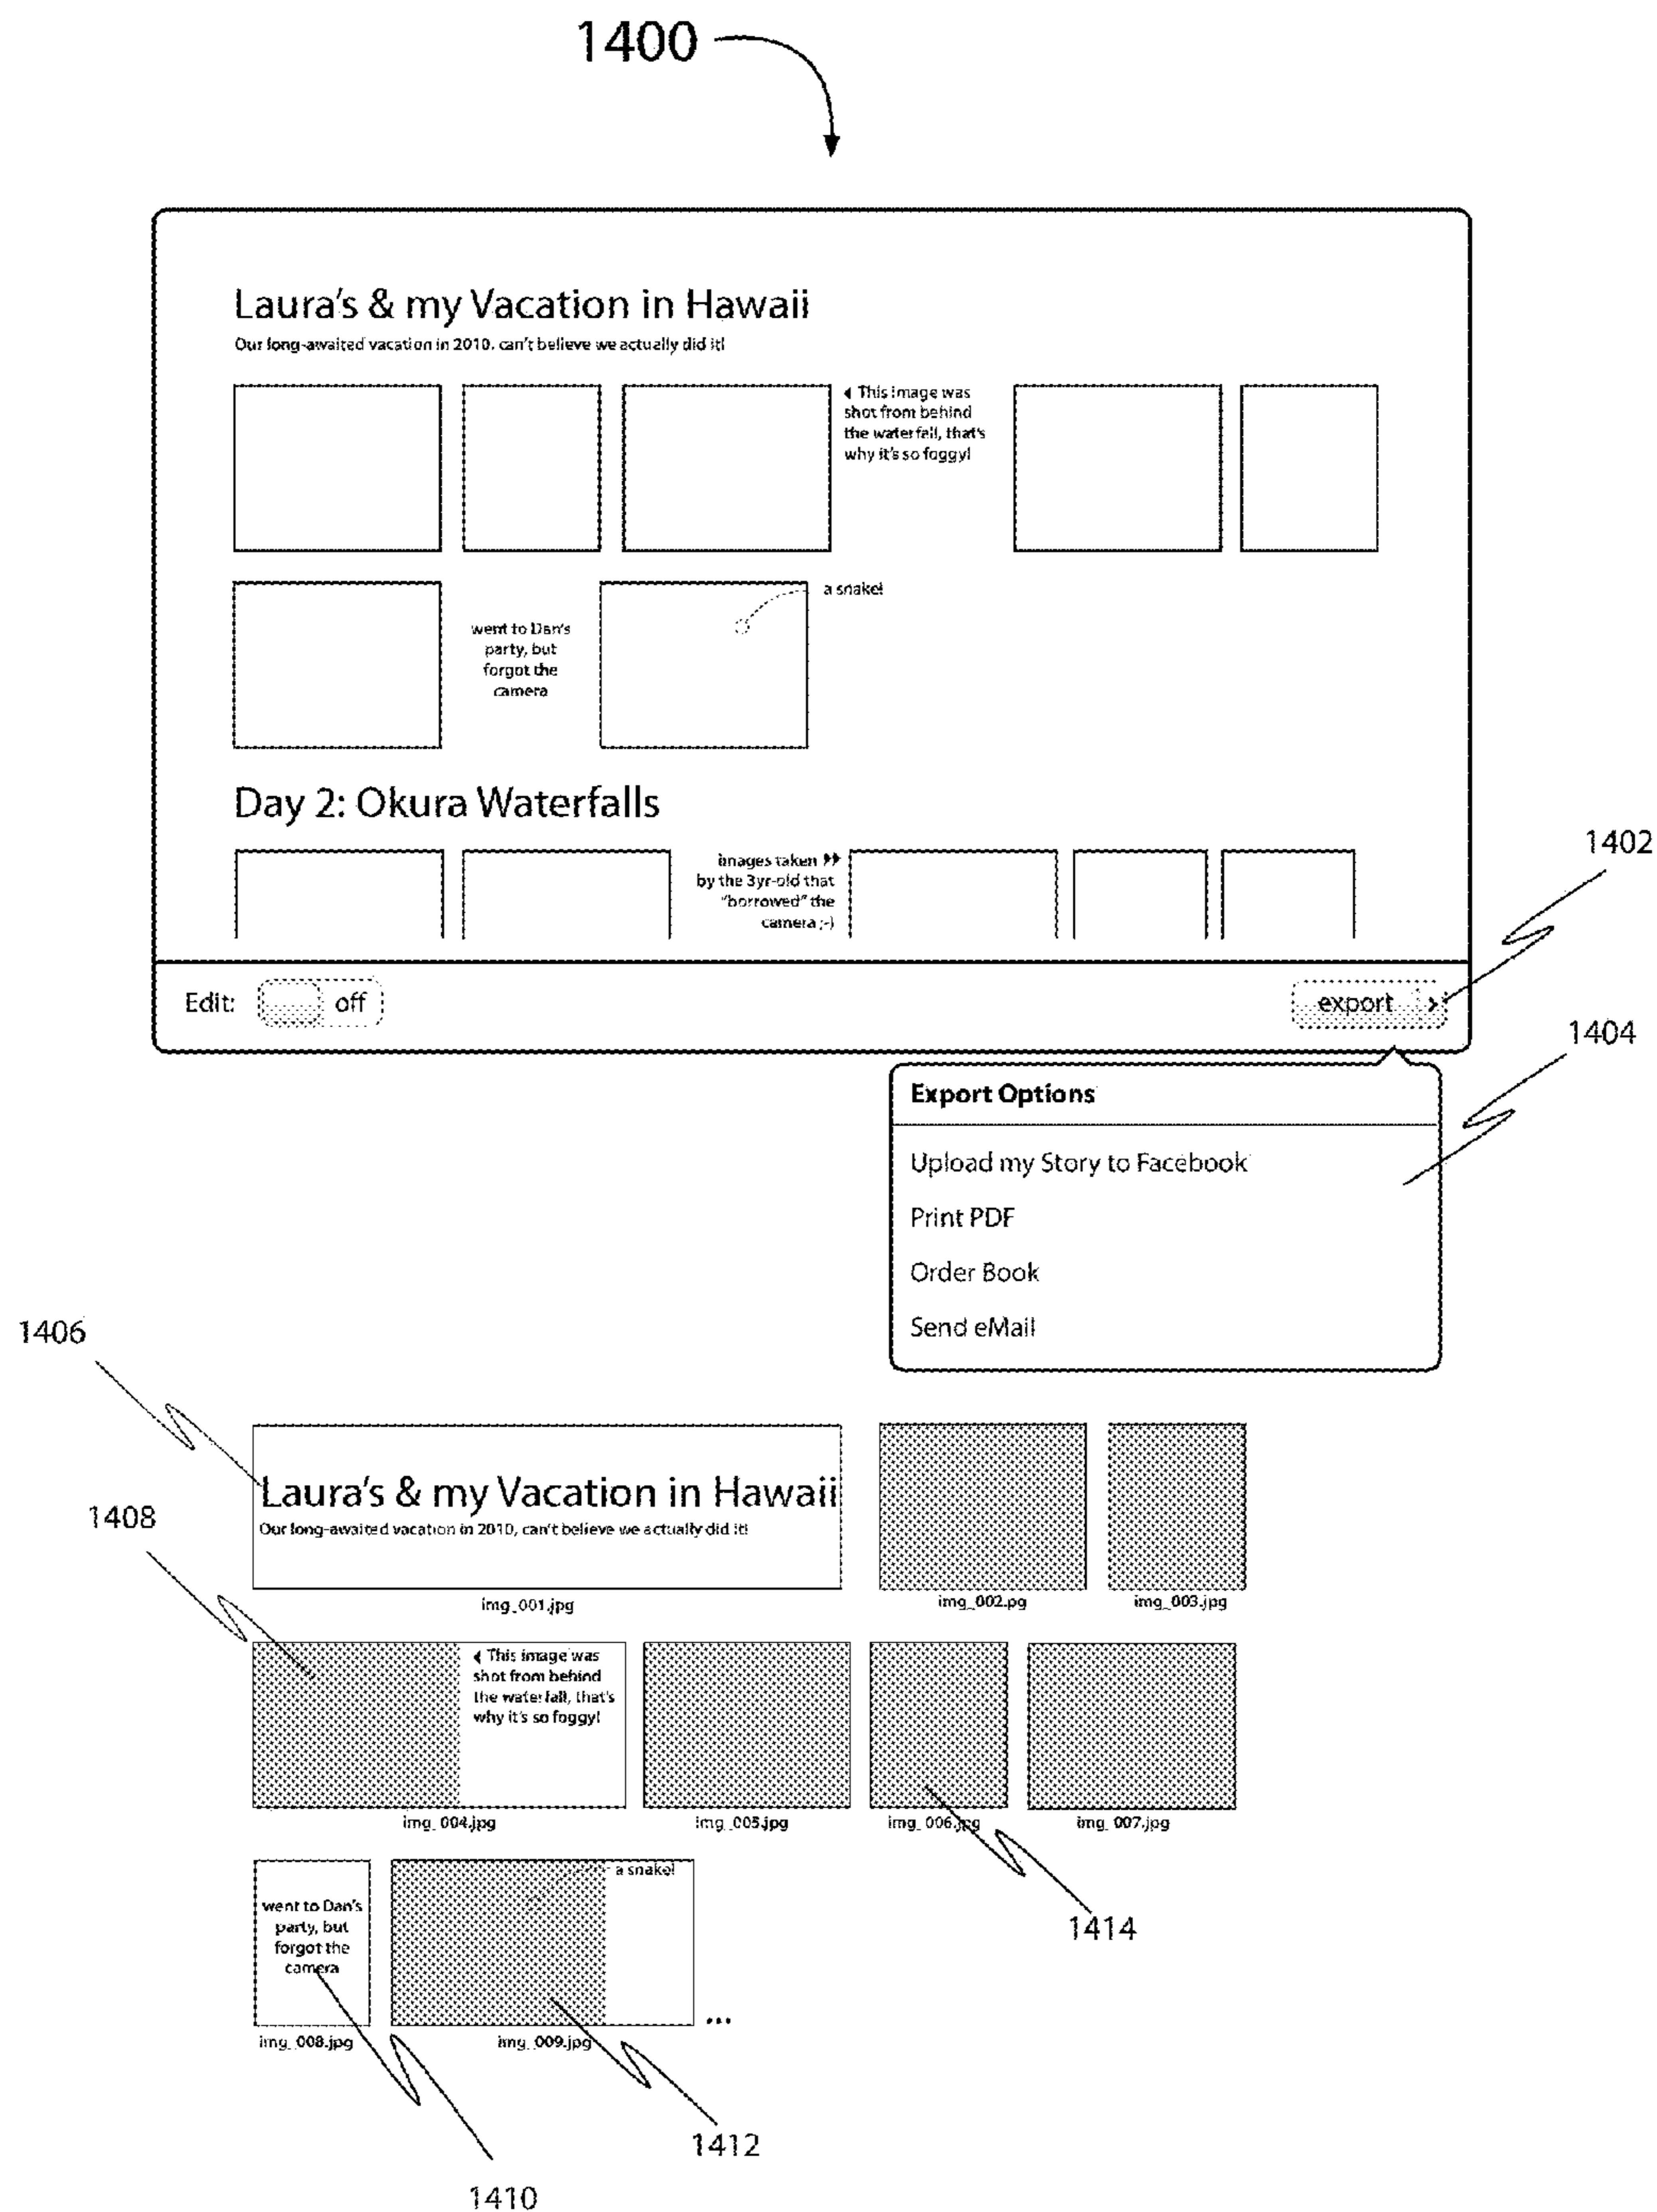 1400
Laura's & my Vacation in Hawaii
Our long-awaited vacation in 2010. can't believe we actually did it!
◀ This image was
shot from behind
the waterfall, that's
why it's so foggy!
went to Dan's
party, but
forgot the
camera
a snake!
Day 2: Okura Waterfalls
images taken ▶▶
by the 3yr-old that
"borrowed" the
camera ;-)
1402
Edit:
off
export >
1404
Export Options
Upload my Story to Facebook
Print PDF
Order Book
Send eMail
1406
Laura's & my Vacation in Hawaii
Our long-awaited vacation in 2010, can't believe we actually did it!
img_001.jpg
img_002.pg
img_003.jpg
1408
◀ This image was
shot from behind
the waterfall, that's
why it's so foggy!
img_004.jpg
img_005.jpg
img_006.jpg
img_007.jpg
1414
went to Dan's
party, but
forgot the
camera
img_008.jpg
a snake!
img_009.jpg
...
1412
1410